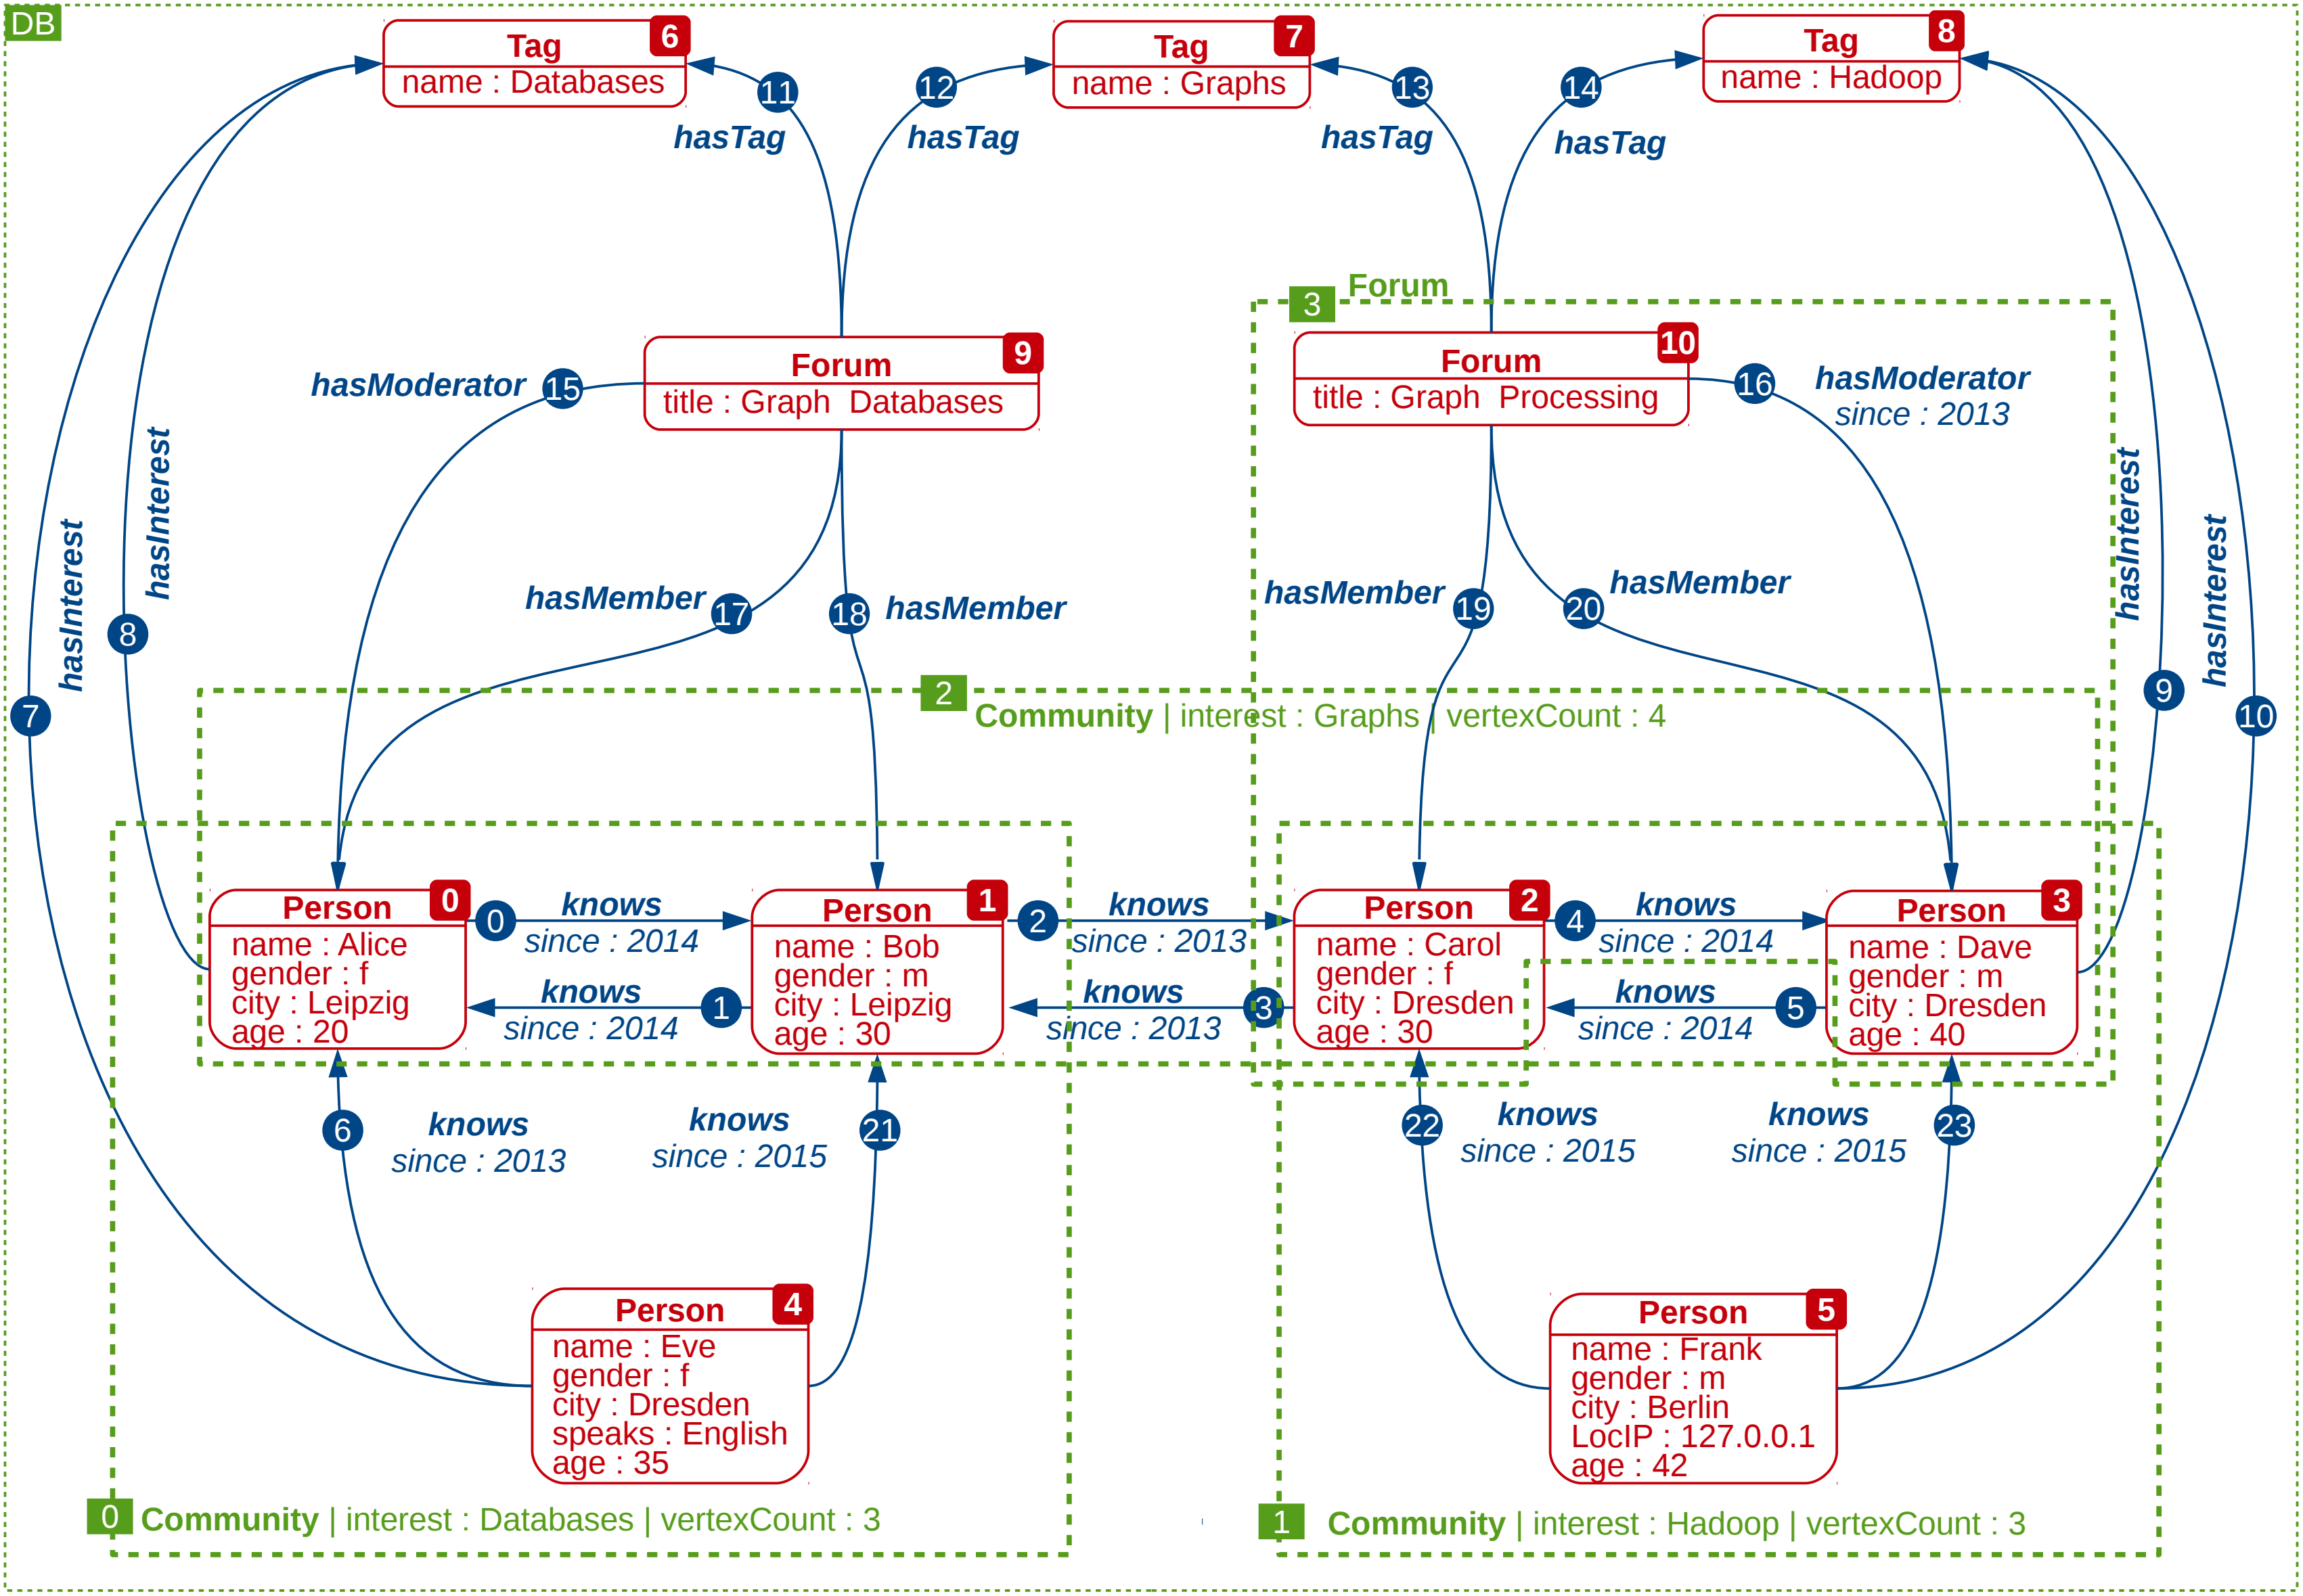 DB
Tag 6
name : Databases
Tag 7
name : Graphs
Tag 8
name : Hadoop
11
hasTag
12
hasTag
13
hasTag
14
hasTag
3 Forum
Forum 9
title : Graph Databases
Forum 10
title : Graph Processing
hasModerator 15
16 hasModerator
since : 2013
hasInterest
hasInterest
hasInterest
hasInterest
hasMember 17
18 hasMember
hasMember 19
20 hasMember
7
8
9
10
2
Community | interest : Graphs | vertexCount : 4
Person 0
name : Alice
gender : f
city : Leipzig
age : 20
0 knows
since : 2014
knows 1
since : 2014
Person 1
name : Bob
gender : m
city : Leipzig
age : 30
2 knows
since : 2013
knows 3
since : 2013
Person 2
name : Carol
gender : f
city : Dresden
age : 30
4 knows
since : 2014
knows 5
since : 2014
Person 3
name : Dave
gender : m
city : Dresden
age : 40
6 knows
since : 2013
knows 21
since : 2015
22 knows
since : 2015
knows 23
since : 2015
Person 4
name : Eve
gender : f
city : Dresden
speaks : English
age : 35
Person 5
name : Frank
gender : m
city : Berlin
LocIP : 127.0.0.1
age : 42
0 Community | interest : Databases | vertexCount : 3
1 Community | interest : Hadoop | vertexCount : 3